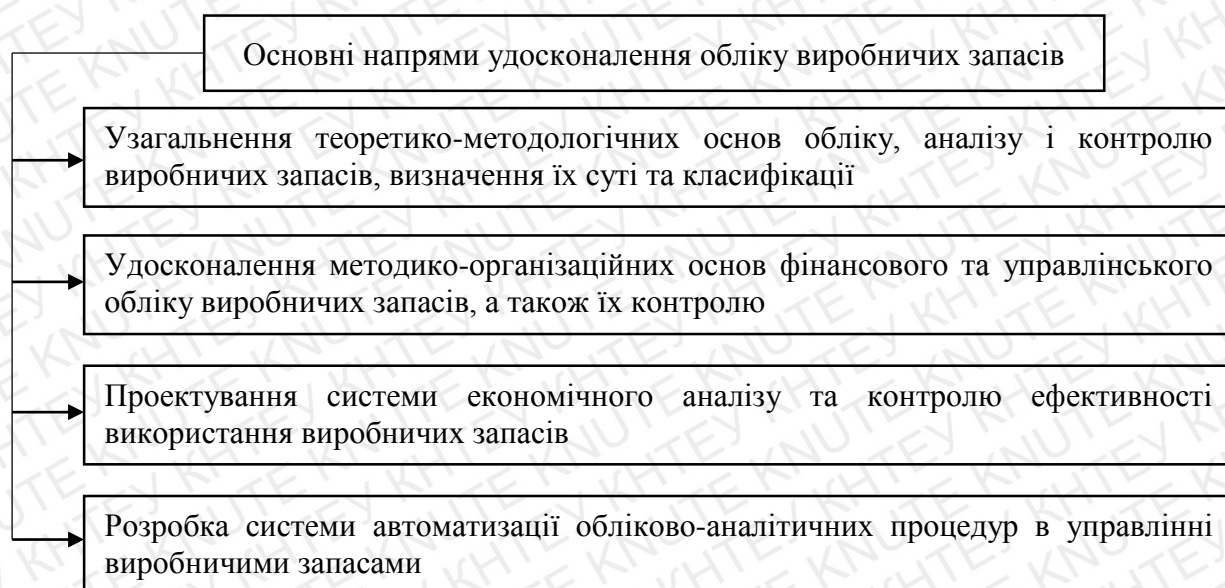 Основні напрями удосконалення обліку виробничих запасів
Узагальнення теоретико-методологічних основ обліку, аналізу і контролю
виробничих запасів, визначення їх суті та класифікації
Удосконалення методико-організаційних основ фінансового та управлінського
обліку виробничих запасів, а також їх контролю
Проектування системи економічного аналізу та контролю ефективності
використання виробничих запасів
Розробка системи автоматизації обліково-аналітичних процедур в управлінні
виробничими запасами